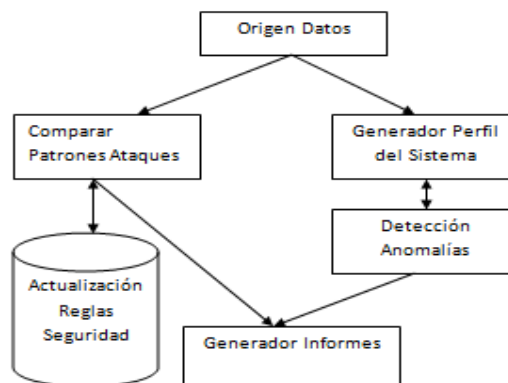 Origen Datos
Comparar
Patrones Ataques
Generador Perfil
del Sistema
Detección
Anomalías
Actualización
Reglas
Seguridad
Generador Informes